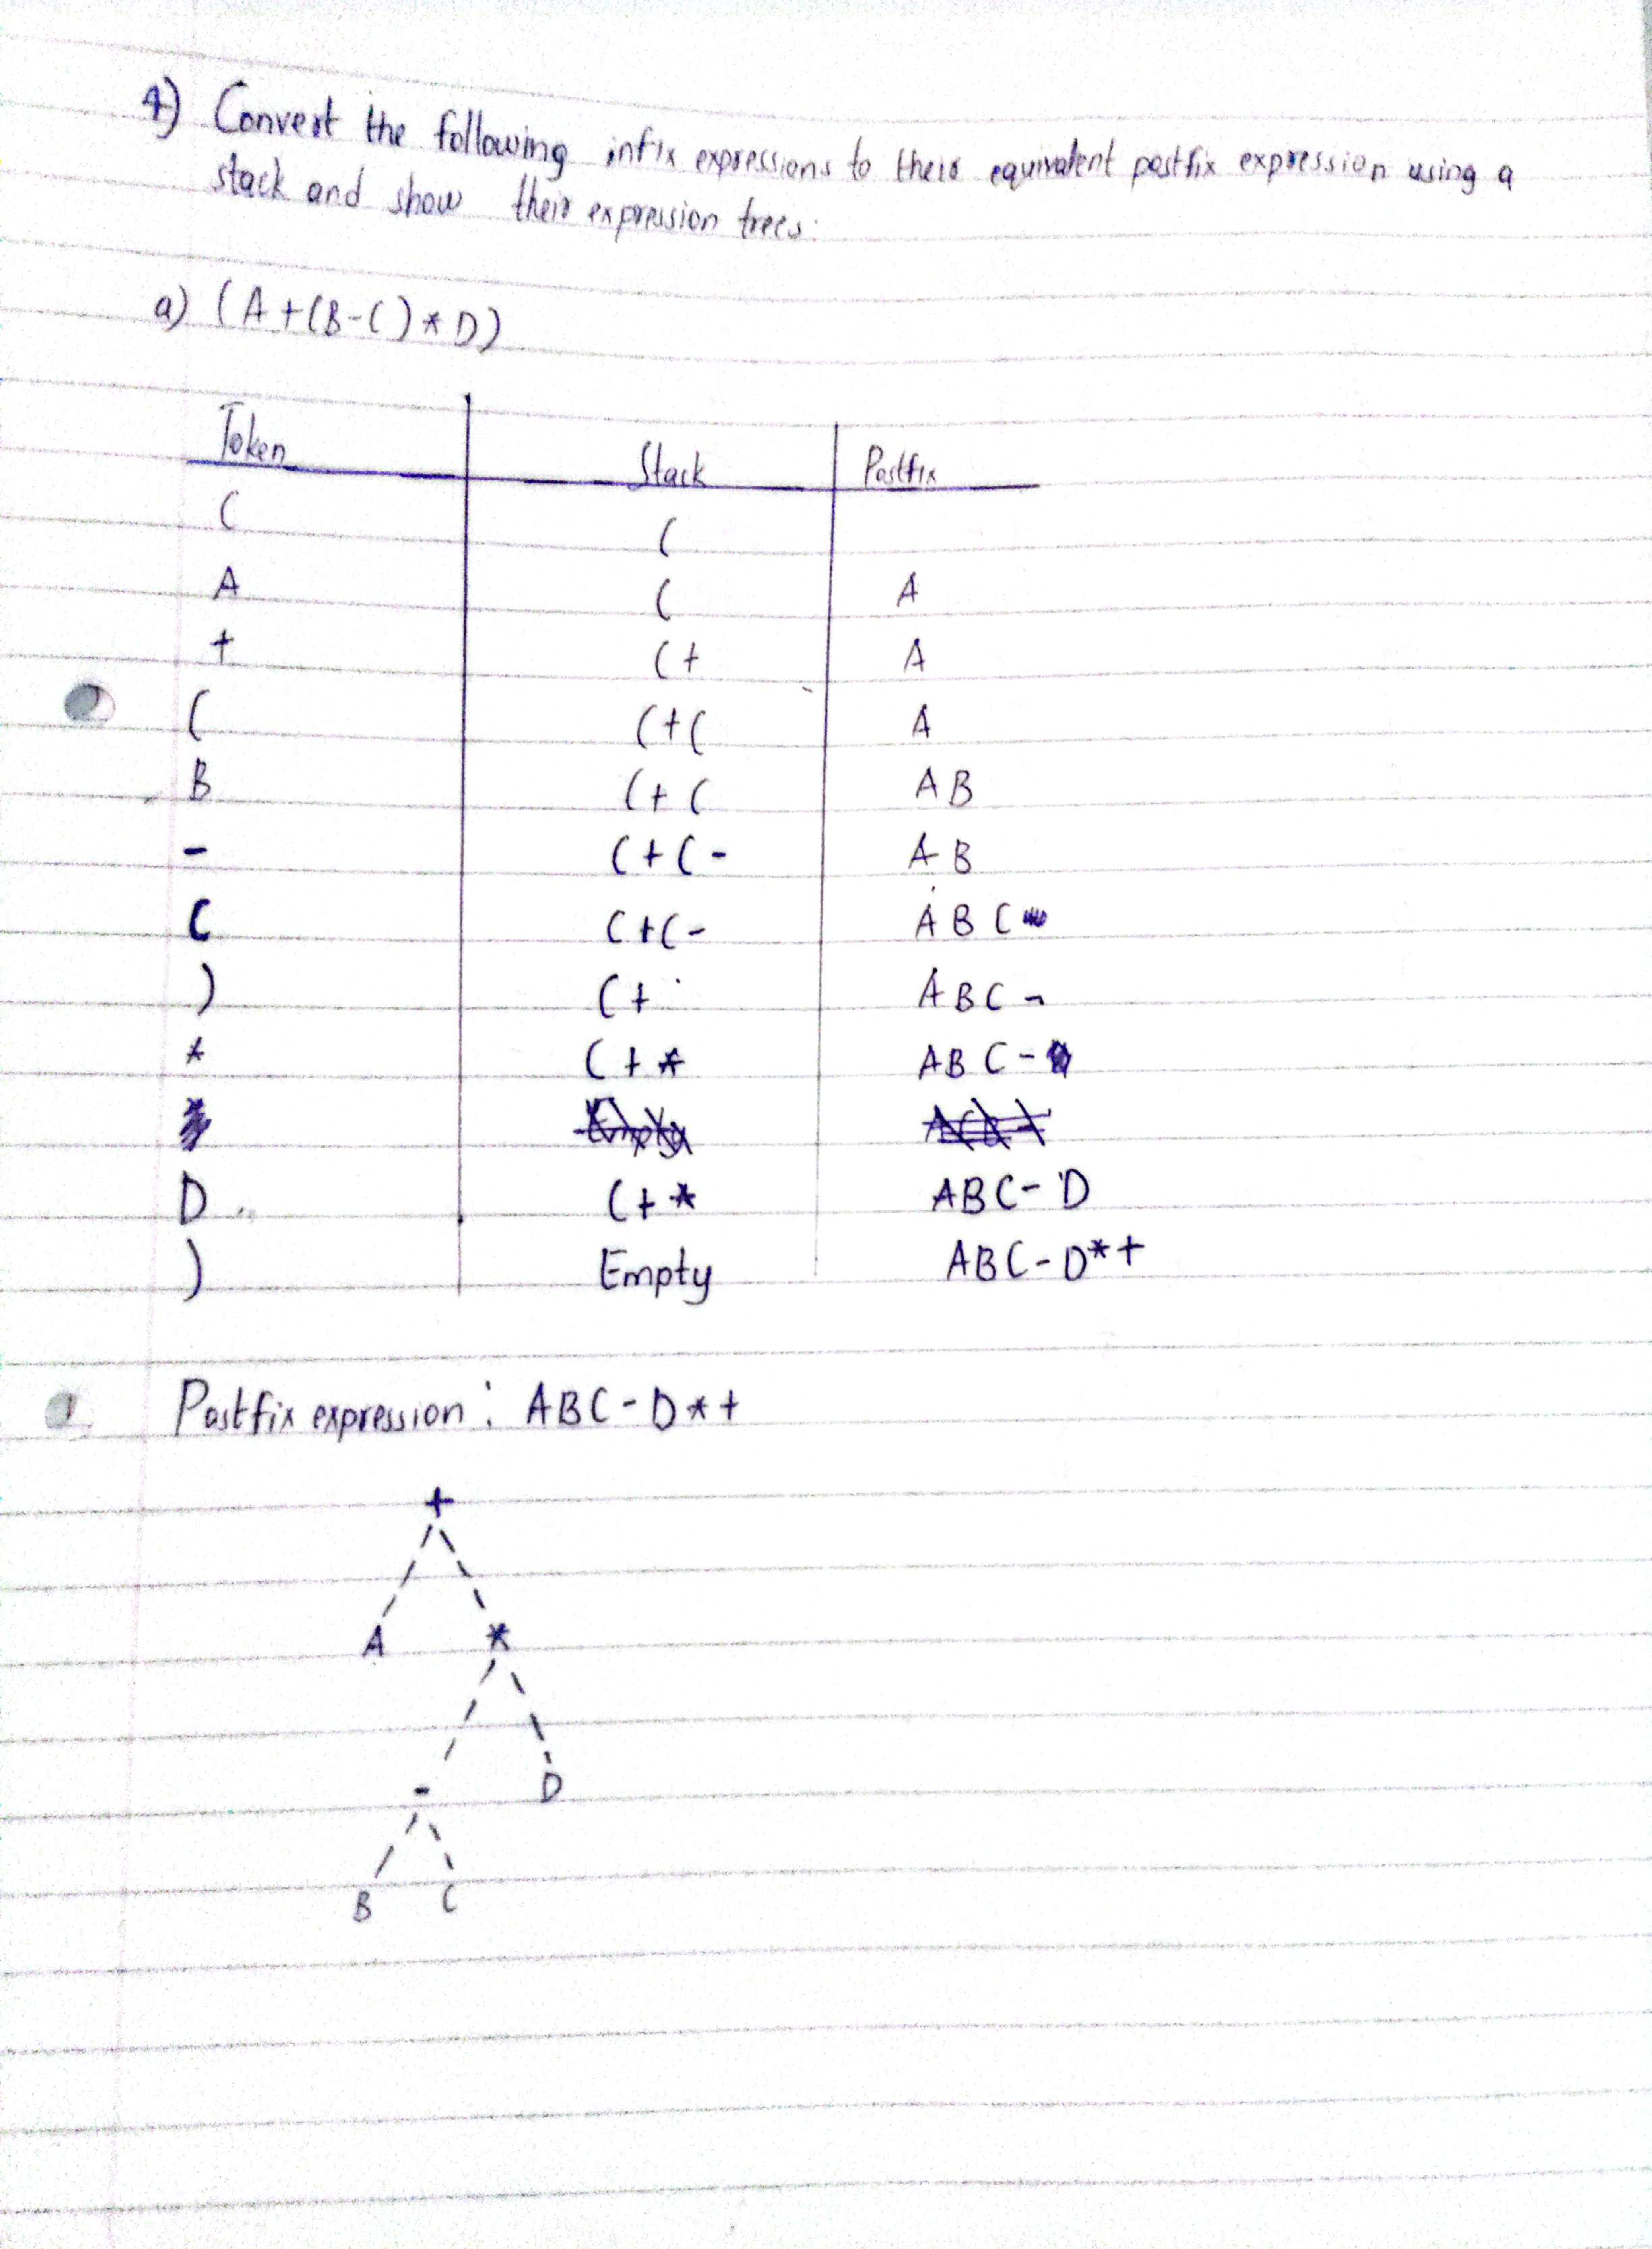 4) Convert the following infix expressions to their equivalent postfix expression using a
stack and show their expression trees:
a) (A+(B-C)*D)
Token Stack Postfix
( (
A ( A
+ (+ A
( (+( A
B (+( AB
- (+(- AB
C (+(- ABC
) (+ ABC-
* (+* ABC-
D (+* ABC-D
) Empty ABC-D*+
Postfix expression: ABC-D*+
+
A *
- D
B C